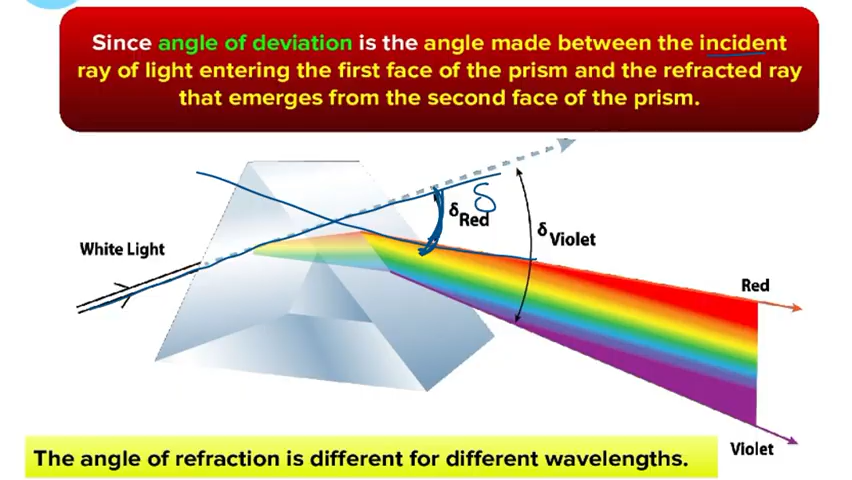 Since angle of deviation is the angle made between the incident
ray of light entering the first face of the prism and the refracted ray
that emerges from the second face of the prism.
δ
δRed
White Light
δViolet
Red
Violet
The angle of refraction is different for different wavelengths.